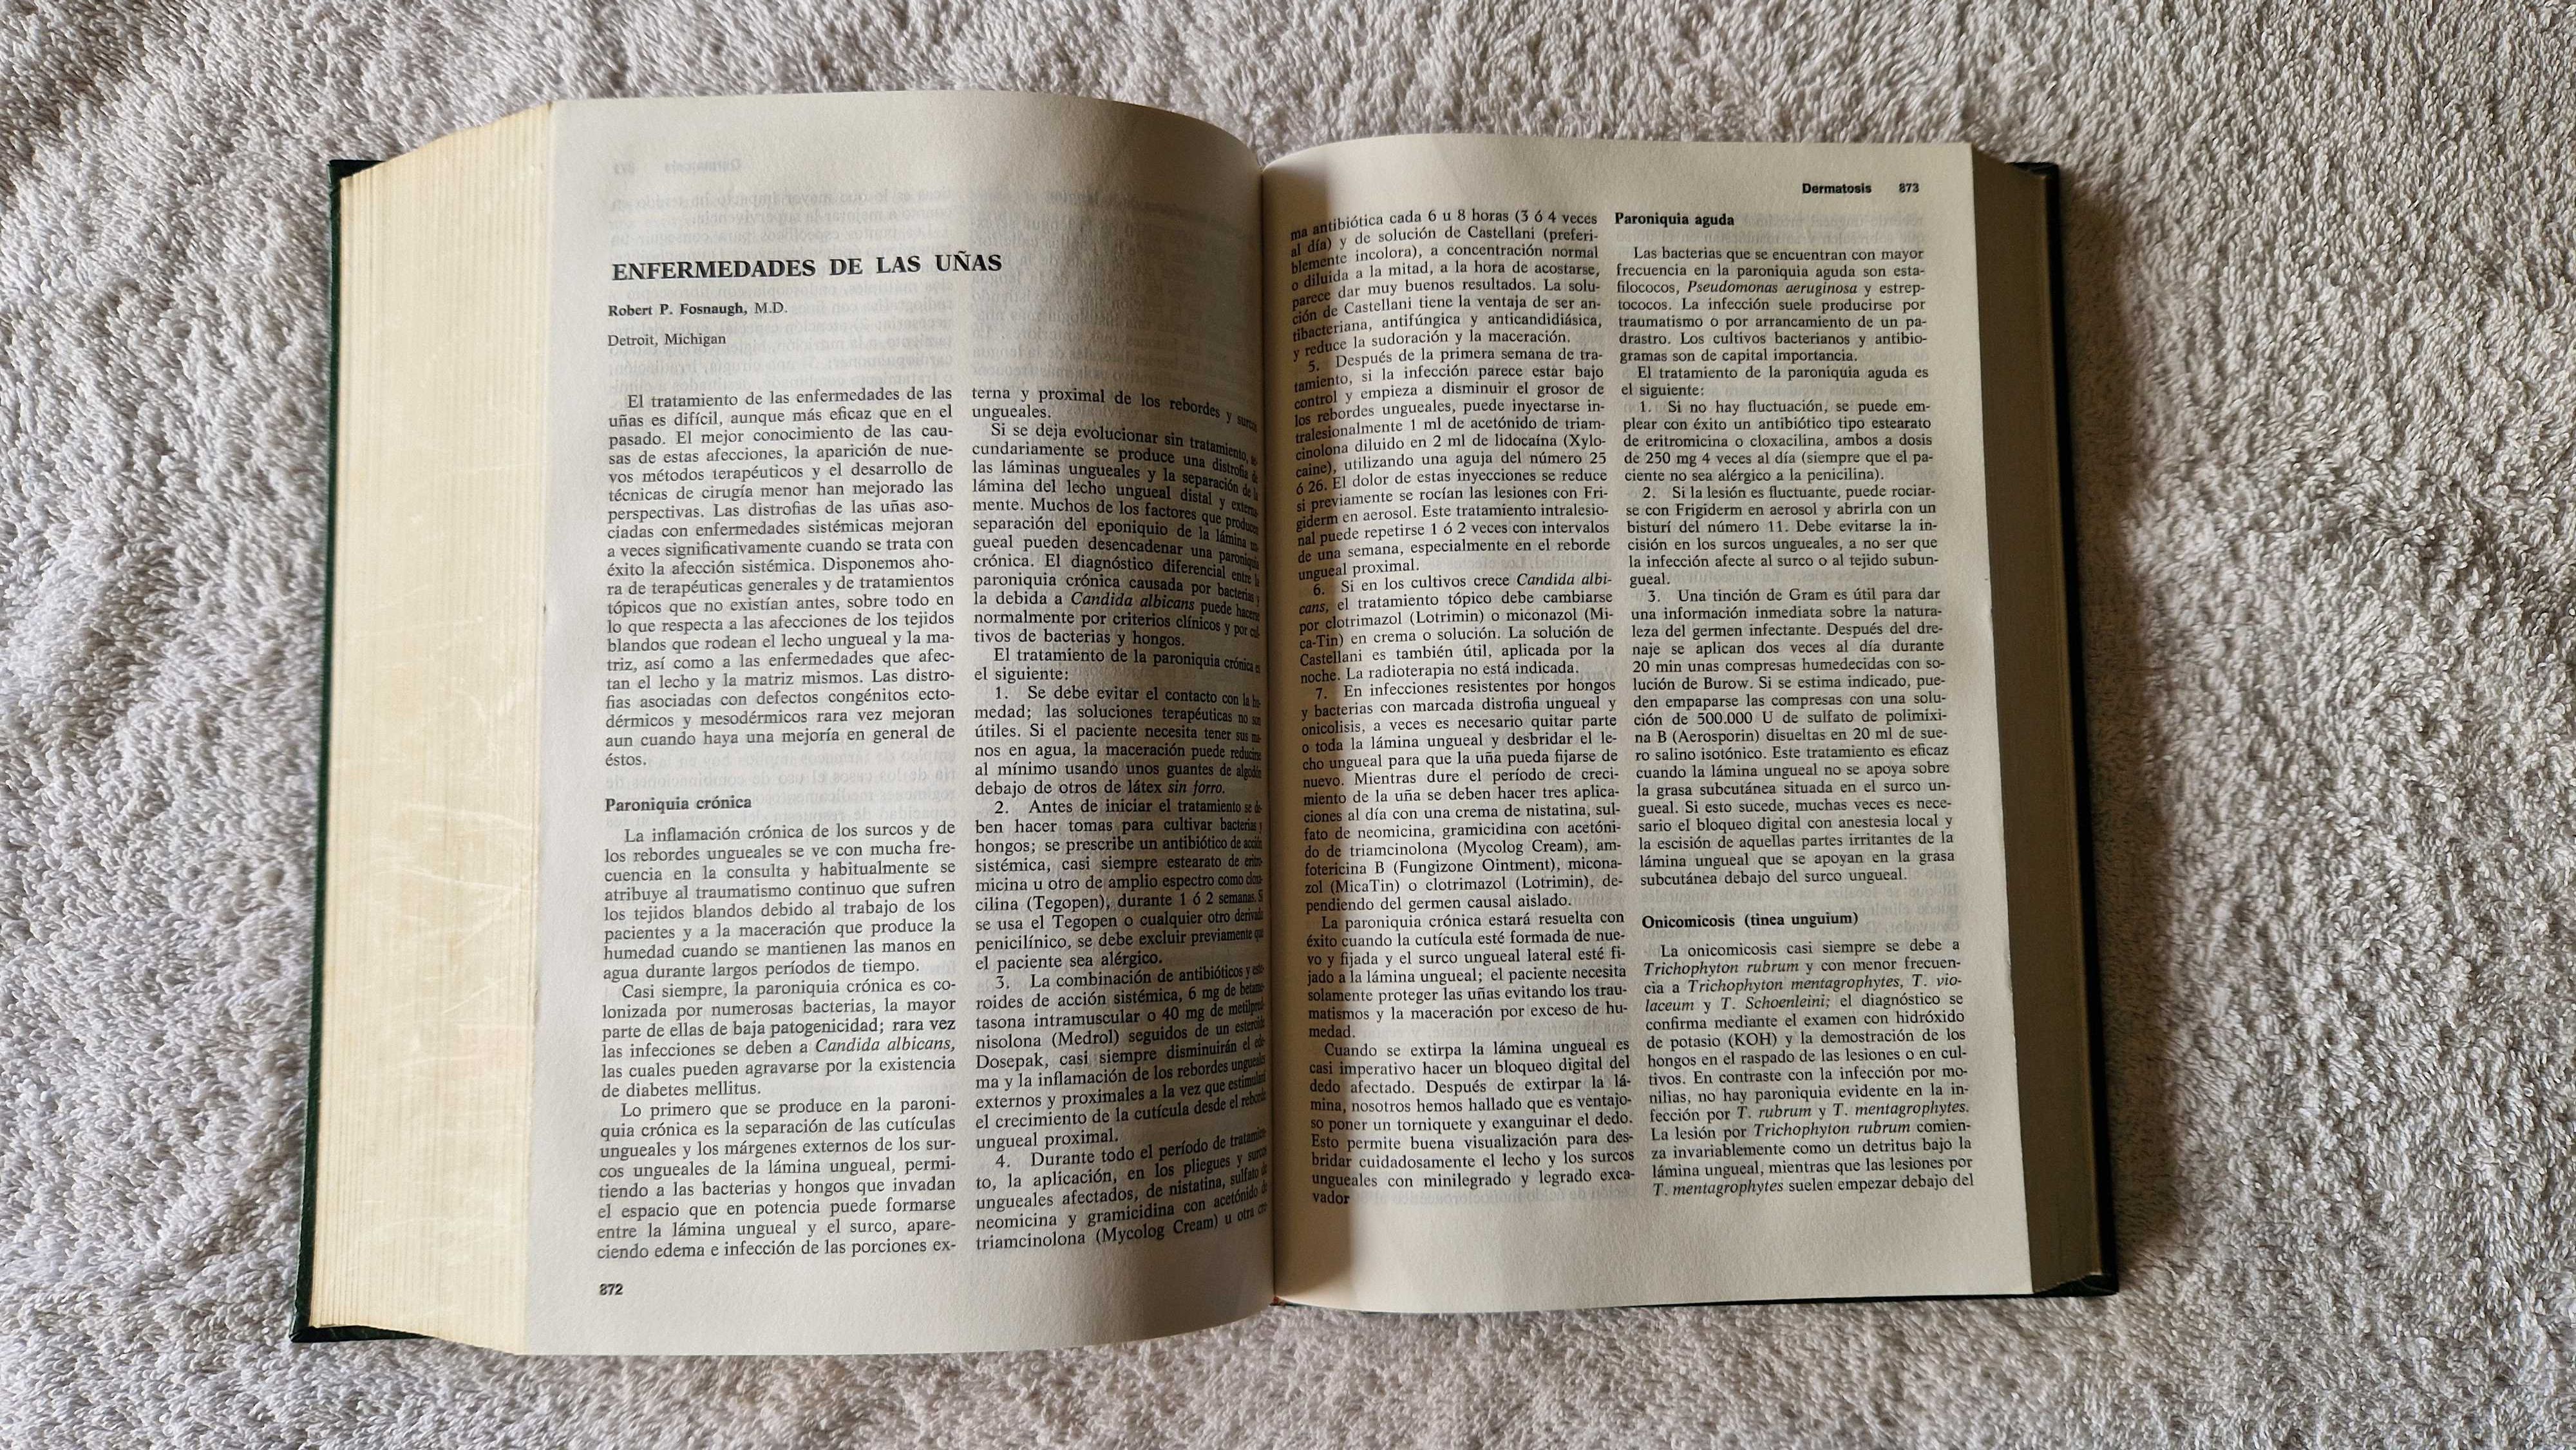 ENFERMEDADES DE LAS UÑAS
Robert P. Fosnaugh, M.D.
Detroit, Michigan
El tratamiento de las enfermedades de las
uñas es difícil, aunque más eficaz que en el
pasado. El mejor conocimiento de las cau-
sas de estas afecciones, la aparición de nue-
vos métodos terapéuticos y el desarrollo de
técnicas de cirugía menor han mejorado las
perspectivas. Las distrofias de las uñas aso-
ciadas con enfermedades sistémicas mejoran
a veces significativamente cuando se trata con
éxito la afección sistémica. Disponemos aho-
ra de terapéuticas generales y de tratamientos
tópicos que no existían antes, sobre todo en
lo que respecta a las afecciones de los tejidos
blandos que rodean el lecho ungueal y la ma-
triz, así como a las enfermedades que afec-
tan el lecho y la matriz mismos. Las distro-
fias asociadas con defectos congénitos ecto-
dérmicos y mesodérmicos rara vez mejoran
aun cuando haya una mejoría en general de
éstos.
Paroniquia crónica
La inflamación crónica de los surcos y de
los rebordes ungueales se ve con mucha fre-
cuencia en la consulta y habitualmente se
atribuye al traumatismo continuo que sufren
los tejidos blandos debido al trabajo de los
pacientes y a la maceración que produce la
humedad cuando se mantienen las manos en
agua durante largos períodos de tiempo.
Casi siempre, la paroniquia crónica es co-
lonizada por numerosas bacterias, la mayor
parte de ellas de baja patogenicidad; rara vez
las infecciones se deben a Candida albicans,
las cuales pueden agravarse por la existencia
de diabetes mellitus.
Lo primero que se produce en la paroni-
quia crónica es la separación de las cutículas
ungueales y los márgenes externos de los sur-
cos ungueales de la lámina ungueal, permi-
tiendo a las bacterias y hongos que invadan
el espacio que en potencia puede formarse
entre la lámina ungueal y el surco, apare-
ciendo edema e infección de las porciones ex-
872
terna y proximal de los rebordes y surcos
ungueales.
Si se deja evolucionar sin tratamiento, se-
cundariamente se produce una distrofia de
las láminas ungueales y la separación de la
lámina del lecho ungueal distal y externa-
mente. Muchos de los factores que producen
separación del eponiquio de la lámina un-
gueal pueden desencadenar una paroniquia
crónica. El diagnóstico diferencial entre la
paroniquia crónica causada por bacterias y
la debida a Candida albicans puede hacerse
normalmente por criterios clínicos y por cul-
tivos de bacterias y hongos.
El tratamiento de la paroniquia crónica es
el siguiente:
1. Se debe evitar el contacto con la hu-
medad; las soluciones terapéuticas no son
útiles. Si el paciente necesita tener sus ma-
nos en agua, la maceración puede reducirse
al mínimo usando unos guantes de algodón
debajo de otros de látex sin forro.
2. Antes de iniciar el tratamiento se de-
ben hacer tomas para cultivar bacterias y
hongos; se prescribe un antibiótico de acción
sistémica, casi siempre estearato de eritro-
micina u otro de amplio espectro como cloxa-
cilina (Tegopen), durante 1 ó 2 semanas. Si
se usa el Tegopen o cualquier otro derivado
penicilínico, se debe excluir previamente que
el paciente sea alérgico.
3. La combinación de antibióticos y este-
roides de acción sistémica, 6 mg de betame-
tasona intramuscular o 40 mg de metilpred-
nisolona (Medrol) seguidos de un esteroide
Dosepak, casi siempre disminuirán el ede-
ma y la inflamación de los rebordes ungueales
externos y proximales a la vez que estimulan
el crecimiento de la cutícula desde el reborde
ungueal proximal.
4. Durante todo el período de tratamien-
to, la aplicación, en los pliegues y surcos
ungueales afectados, de nistatina, sulfato de
neomicina y gramicidina con acetónido de
triamcinolona (Mycolog Cream) u otra cre-
Dermatosis 873
ma antibiótica cada 6 u 8 horas (3 ó 4 veces
al día) y de solución de Castellani (preferi-
blemente incolora), a concentración normal
o diluida a la mitad, a la hora de acostarse,
parece dar muy buenos resultados. La solu-
ción de Castellani tiene la ventaja de ser an-
tibacteriana, antifúngica y anticandidiásica,
y reduce la sudoración y la maceración.
5. Después de la primera semana de tra-
tamiento, si la infección parece estar bajo
control y empieza a disminuir el grosor de
los rebordes ungueales, puede inyectarse in-
tralesionalmente 1 ml de acetónido de triam-
cinolona diluido en 2 ml de lidocaína (Xylo-
caine), utilizando una aguja del número 25
ó 26. El dolor de estas inyecciones se reduce
si previamente se rocían las lesiones con Fri-
giderm en aerosol. Este tratamiento intralesio-
nal puede repetirse 1 ó 2 veces con intervalos
de una semana, especialmente en el reborde
ungueal proximal.
6. Si en los cultivos crece Candida albi-
cans, el tratamiento tópico debe cambiarse
por clotrimazol (Lotrimin) o miconazol (Mi-
ca-Tin) en crema o solución. La solución de
Castellani es también útil, aplicada por la
noche. La radioterapia no está indicada.
7. En infecciones resistentes por hongos
y bacterias con marcada distrofia ungueal y
onicolisis, a veces es necesario quitar parte
o toda la lámina ungueal y desbridar el le-
cho ungueal para que la uña pueda fijarse de
nuevo. Mientras dure el período de creci-
miento de la uña se deben hacer tres aplica-
ciones al día con una crema de nistatina, sul-
fato de neomicina, gramicidina con acetóni-
do de triamcinolona (Mycolog Cream), am-
fotericina B (Fungizone Ointment), micona-
zol (MicaTin) o clotrimazol (Lotrimin), de-
pendiendo del germen causal aislado.
La paroniquia crónica estará resuelta con
éxito cuando la cutícula esté formada de nue-
vo y fijada y el surco ungueal lateral esté fi-
jado a la lámina ungueal; el paciente necesita
solamente proteger las uñas evitando los trau-
matismos y la maceración por exceso de hu-
medad.
Cuando se extirpa la lámina ungueal es
casi imperativo hacer un bloqueo digital del
dedo afectado. Después de extirpar la lá-
mina, nosotros hemos hallado que es ventajo-
so poner un torniquete y exanguinar el dedo.
Esto permite buena visualización para des-
bridar cuidadosamente el lecho y los surcos
ungueales con minilegrado y legrado exca-
vador
Paroniquia aguda
Las bacterias que se encuentran con mayor
frecuencia en la paroniquia aguda son esta-
filococos, Pseudomonas aeruginosa y estrep-
tococos. La infección suele producirse por
traumatismo o por arrancamiento de un pa-
drastro. Los cultivos bacterianos y antibio-
gramas son de capital importancia.
El tratamiento de la paroniquia aguda es
el siguiente:
1. Si no hay fluctuación, se puede em-
plear con éxito un antibiótico tipo estearato
de eritromicina o cloxacilina, ambos a dosis
de 250 mg 4 veces al día (siempre que el pa-
ciente no sea alérgico a la penicilina).
2. Si la lesión es fluctuante, puede rociar-
se con Frigiderm en aerosol y abrirla con un
bisturí del número 11. Debe evitarse la in-
cisión en los surcos ungueales, a no ser que
la infección afecte al surco o al tejido subun-
gueal.
3. Una tinción de Gram es útil para dar
una información inmediata sobre la natura-
leza del germen infectante. Después del dre-
naje se aplican dos veces al día durante
20 min unas compresas humedecidas con so-
lución de Burow. Si se estima indicado, pue-
den empaparse las compresas con una solu-
ción de 500.000 U de sulfato de polimixi-
na B (Aerosporin) disueltas en 20 ml de sue-
ro salino isotónico. Este tratamiento es eficaz
cuando la lámina ungueal no se apoya sobre
la grasa subcutánea situada en el surco un-
gueal. Si esto sucede, muchas veces es nece-
sario el bloqueo digital con anestesia local y
la escisión de aquellas partes irritantes de la
lámina ungueal que se apoyan en la grasa
subcutánea debajo del surco ungueal.
Onicomicosis (tinea unguium)
La onicomicosis casi siempre se debe a
Trichophyton rubrum y con menor frecuen-
cia a Trichophyton mentagrophytes, T. vio-
laceum y T. Schoenleini; el diagnóstico se
confirma mediante el examen con hidróxido
de potasio (KOH) y la demostración de los
hongos en el raspado de las lesiones o en cul-
tivos. En contraste con la infección por mo-
nilias, no hay paroniquia evidente en la in-
fección por T. rubrum y T. mentagrophytes.
La lesión por Trichophyton rubrum comien-
za invariablemente como un detritus bajo la
lámina ungueal, mientras que las lesiones por
T. mentagrophytes suelen empezar debajo del